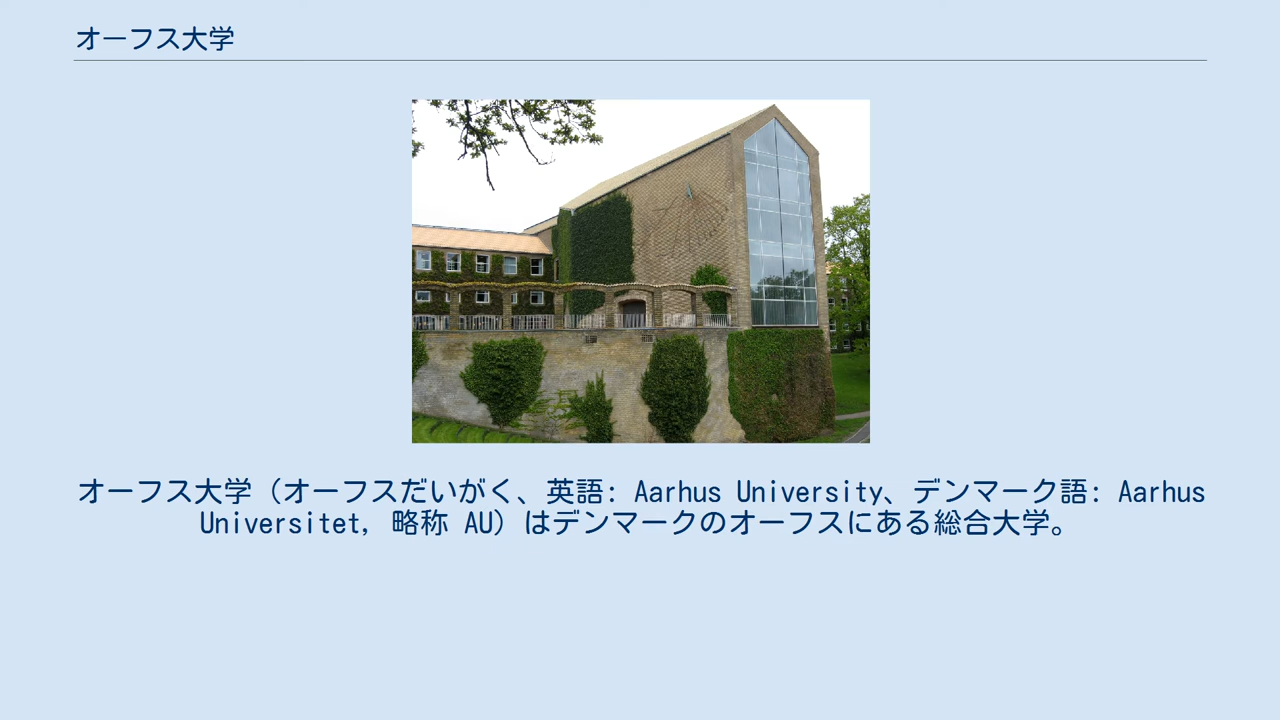 オーフス大学
オーフス大学（オーフスだいがく、英語: Aarhus University、デンマーク語: Aarhus
Universitet, 略称 AU）はデンマークのオーフスにある総合大学。